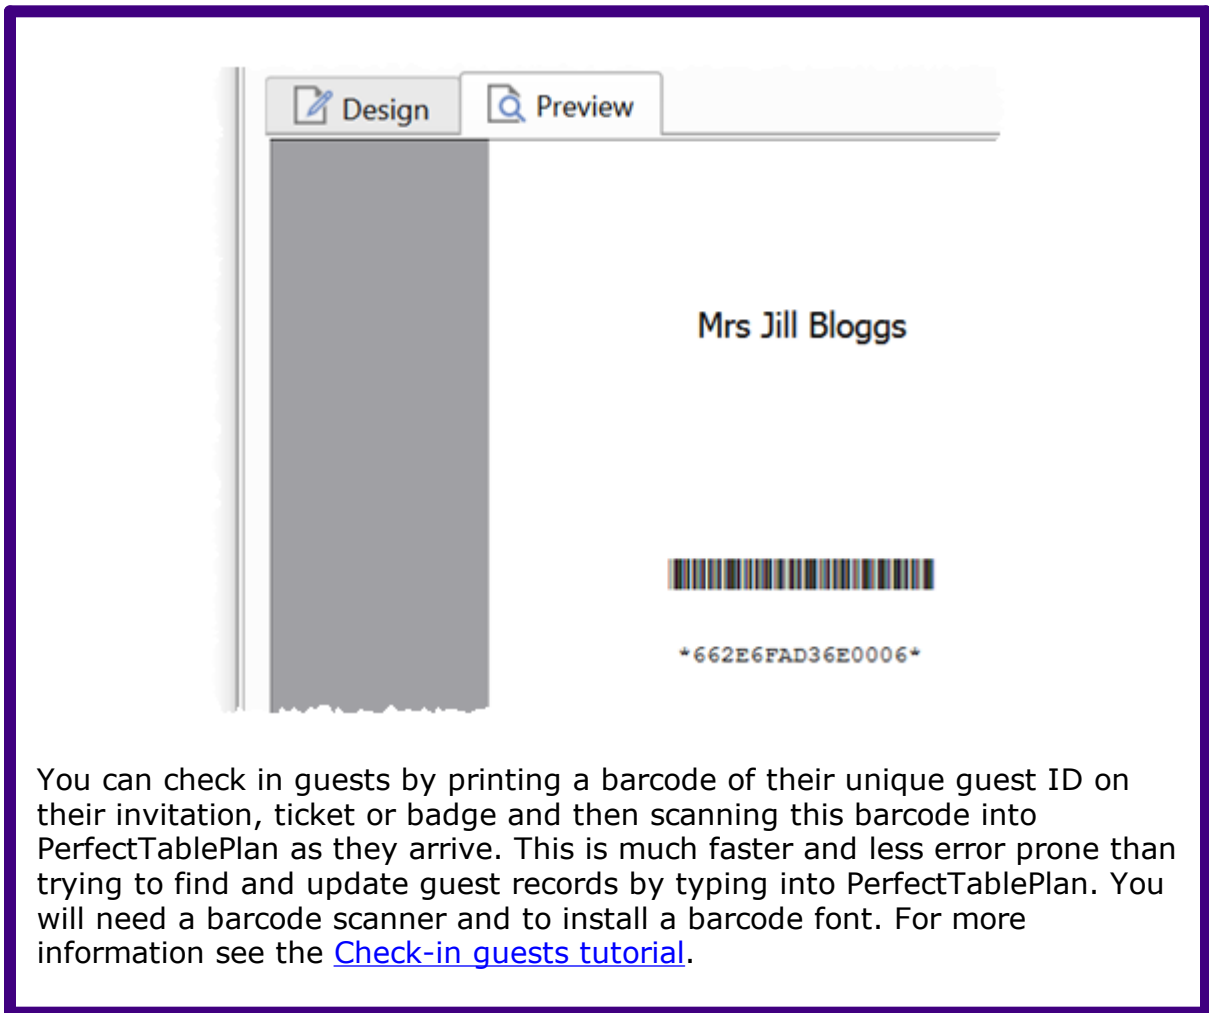 Design
Preview
Mrs Jill Bloggs
*662E6FAD36E0006*
You can check in guests by printing a barcode of their unique guest ID on
their invitation, ticket or badge and then scanning this barcode into
PerfectTablePlan as they arrive. This is much faster and less error prone than
trying to find and update guest records by typing into PerfectTablePlan. You
will need a barcode scanner and to install a barcode font. For more
information see the Check-in guests tutorial.